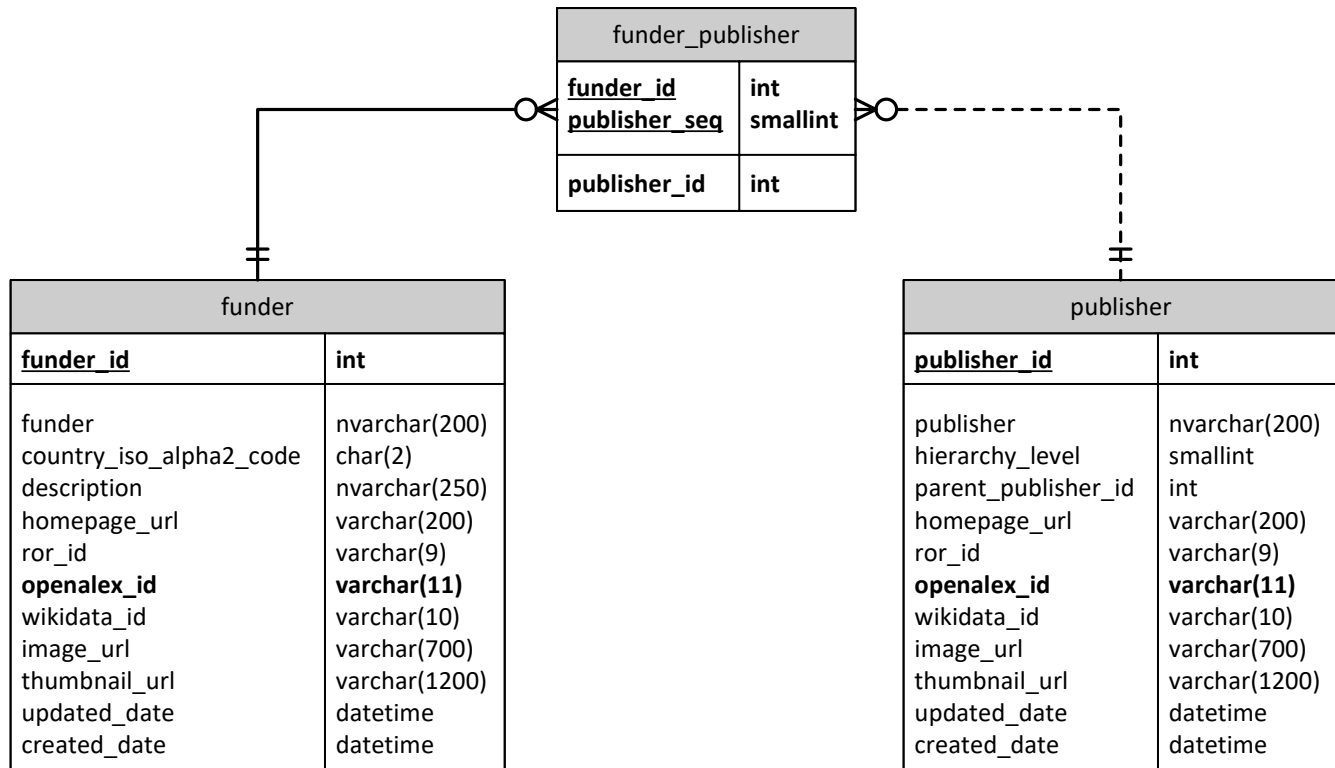 funder_publisher
funder_id int
publisher_seq smallint
publisher_id int
funder
funder_id int
funder nvarchar(200)
country_iso_alpha2_code char(2)
description nvarchar(250)
homepage_url varchar(200)
ror_id varchar(9)
openalex_id varchar(11)
wikidata_id varchar(10)
image_url varchar(700)
thumbnail_url varchar(1200)
updated_date datetime
created_date datetime
publisher
publisher_id int
publisher nvarchar(200)
hierarchy_level smallint
parent_publisher_id int
homepage_url varchar(200)
ror_id varchar(9)
openalex_id varchar(11)
wikidata_id varchar(10)
image_url varchar(700)
thumbnail_url varchar(1200)
updated_date datetime
created_date datetime